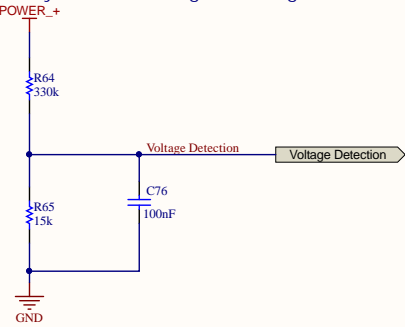 POWER_+
R64
330k
Voltage Detection
Voltage Detection
C76
100nF
R65
15k
GND